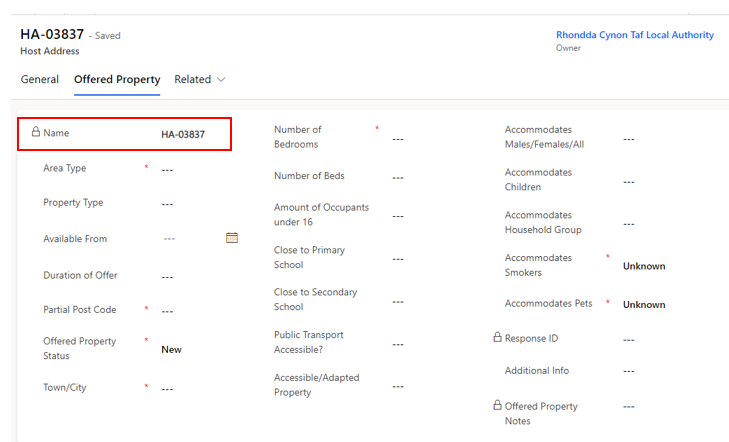 HA-03837 - Saved
Host Address
Rhondda Cynon Taf Local Authority
Owner
General Offered Property Related
Name HA-03837
Area Type * ---
Property Type ---
Available From ---
Duration of Offer ---
Partial Post Code * ---
Offered Property
Status * New
Town/City * ---
Number of
Bedrooms * ---
Number of Beds ---
Amount of Occupants
under 16 ---
Close to Primary
School ---
Close to Secondary
School ---
Public Transport
Accessible? ---
Accessible/Adapted
Property ---
Accommodates
Males/Females/All ---
Accommodates
Children ---
Accommodates
Household Group ---
Accommodates
Smokers * Unknown
Accommodates Pets * Unknown
Response ID ---
Additional Info ---
Offered Property
Notes ---